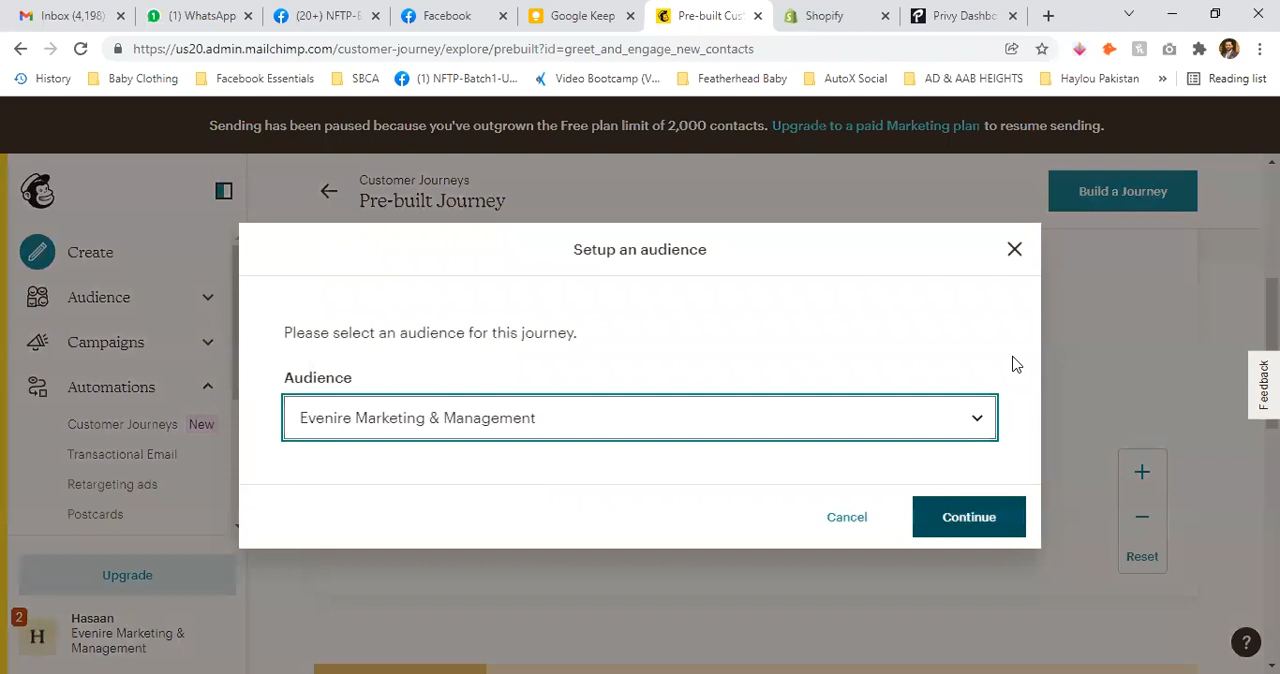 Inbox (4,198)
(1) WhatsApp
(20+) NFTP-B
Facebook
Google Keep
Pre-built Cus
Shopify
Privy Dashbo
https://us20.admin.mailchimp.com/customer-journey/explore/prebuilt?id=greet_and_engage_new_contacts
History
Baby Clothing
Facebook Essentials
SBCA
(1) NFTP-Batch1-U...
Video Bootcamp (V...
Featherhead Baby
AutoX Social
AD & AAB HEIGHTS
Haylou Pakistan
»
Reading list
Sending has been paused because you've outgrown the Free plan limit of 2,000 contacts. Upgrade to a paid Marketing plan to resume sending.
Customer Journeys
Pre-built Journey
Build a Journey
Create
Audience
Campaigns
Automations
Customer Journeys New
Transactional Email
Retargeting ads
Postcards
Upgrade
2
H
Hasaan
Evenire Marketing &
Management
Setup an audience
Please select an audience for this journey.
Audience
Evenire Marketing & Management
Cancel
Continue
Reset
Feedback
?